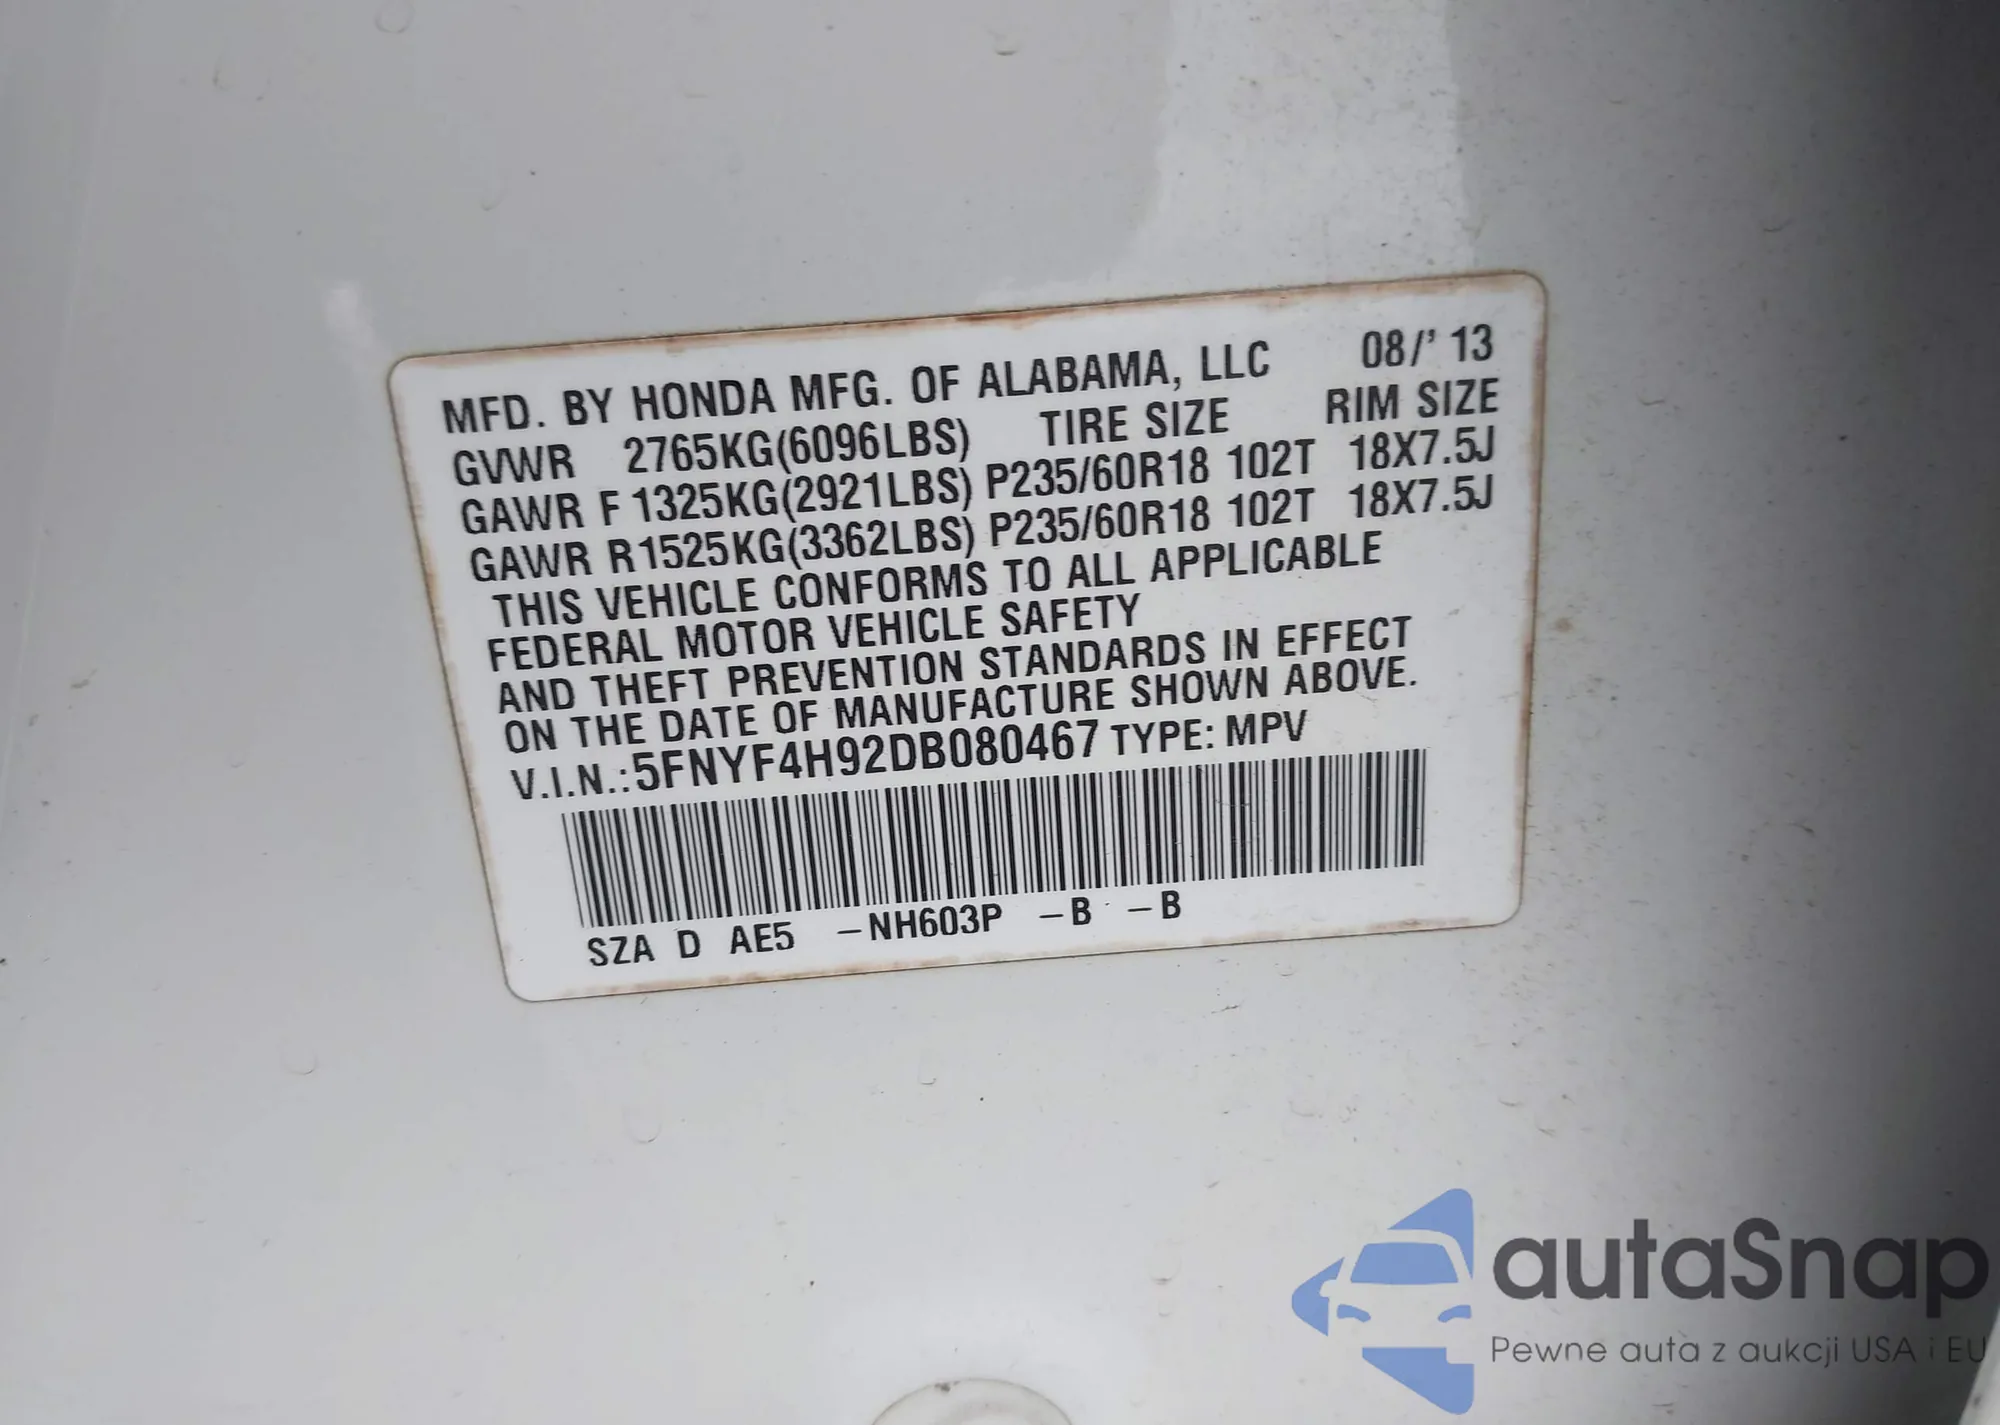 MFD. BY HONDA MFG. OF ALABAMA, LLC 08/' 13
GVWR 2765KG(6096LBS) TIRE SIZE RIM SIZE
GAWR F 1325KG(2921LBS) P235/60R18 102T 18X7.5J
GAWR R1525KG(3362LBS) P235/60R18 102T 18X7.5J
THIS VEHICLE CONFORMS TO ALL APPLICABLE
FEDERAL MOTOR VEHICLE SAFETY
AND THEFT PREVENTION STANDARDS IN EFFECT
ON THE DATE OF MANUFACTURE SHOWN ABOVE.
V.I.N.:5FNYF4H92DB080467 TYPE: MPV
SZA D AE5 -NH603P -B -B
autaSnap
Pewne auta z aukcji USA i EU